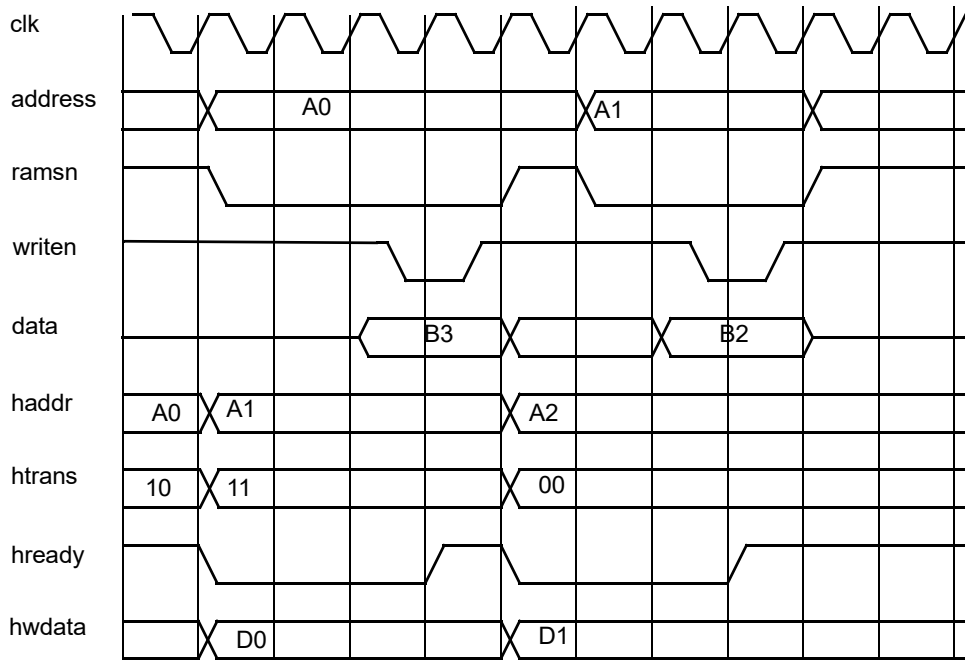 clk
address A0 A1
ramsn
writen
data B3 B2
haddr A0 A1 A2
htrans 10 11 00
hready
hwdata D0 D1